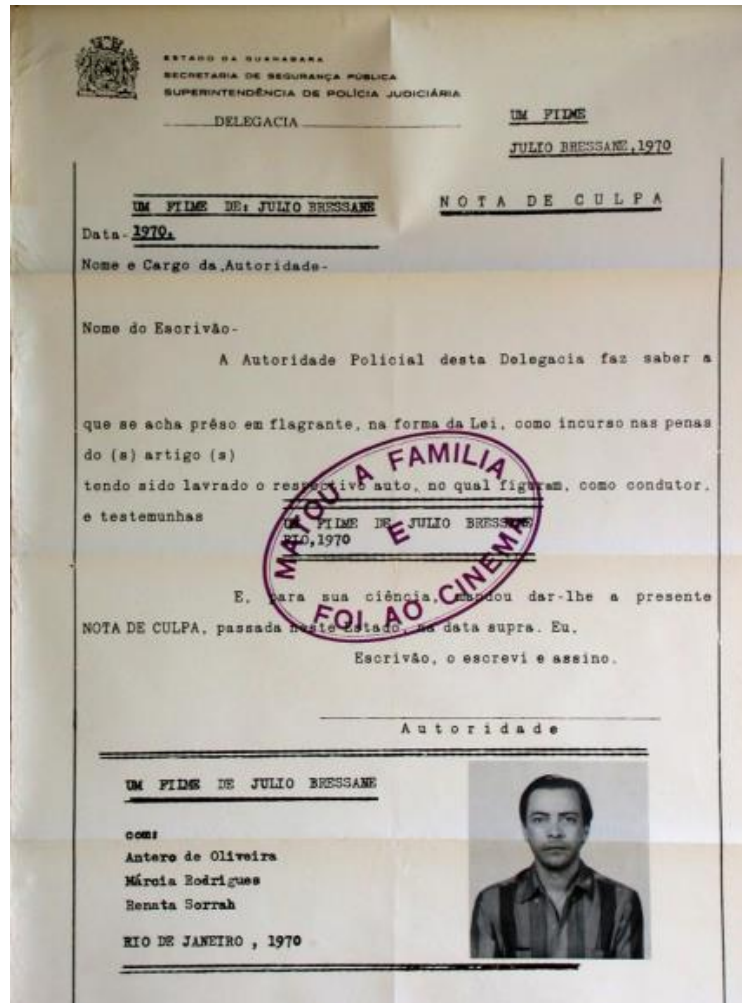 ESTADO DA GUANABARA
SECRETARIA DE SEGURANÇA PÚBLICA
SUPERINTENDÊNCIA DE POLÍCIA JUDICIÁRIA
DELEGACIA
UM FILME
JULIO BRESSANE, 1970
UM FILME DE: JULIO BRESSANE
NOTA DE CULPA
Data- 1970.
Nome e Cargo da Autoridade-
Nome do Escrivão-
A Autoridade Policial desta Delegacia faz saber a
que se acha prêso em flagrante, na forma da Lei, como incurso nas penas
do (s) artigo (s)
tendo sido lavrado o respectivo auto, no qual figuram, como condutor,
e testemunhas
UM FILME DE JULIO BRESSANE
RIO, 1970
MATOU A FAMILIA
E
FOI AO CINEMA
E, para sua ciência, mandou dar-lhe a presente
NOTA DE CULPA, passada neste Estado, na data supra. Eu,
Escrivão, o escrevi e assino.
Autoridade
UM FILME DE JULIO BRESSANE
com:
Antero de Oliveira
Márcia Rodrigues
Renata Sorrah
RIO DE JANEIRO , 1970